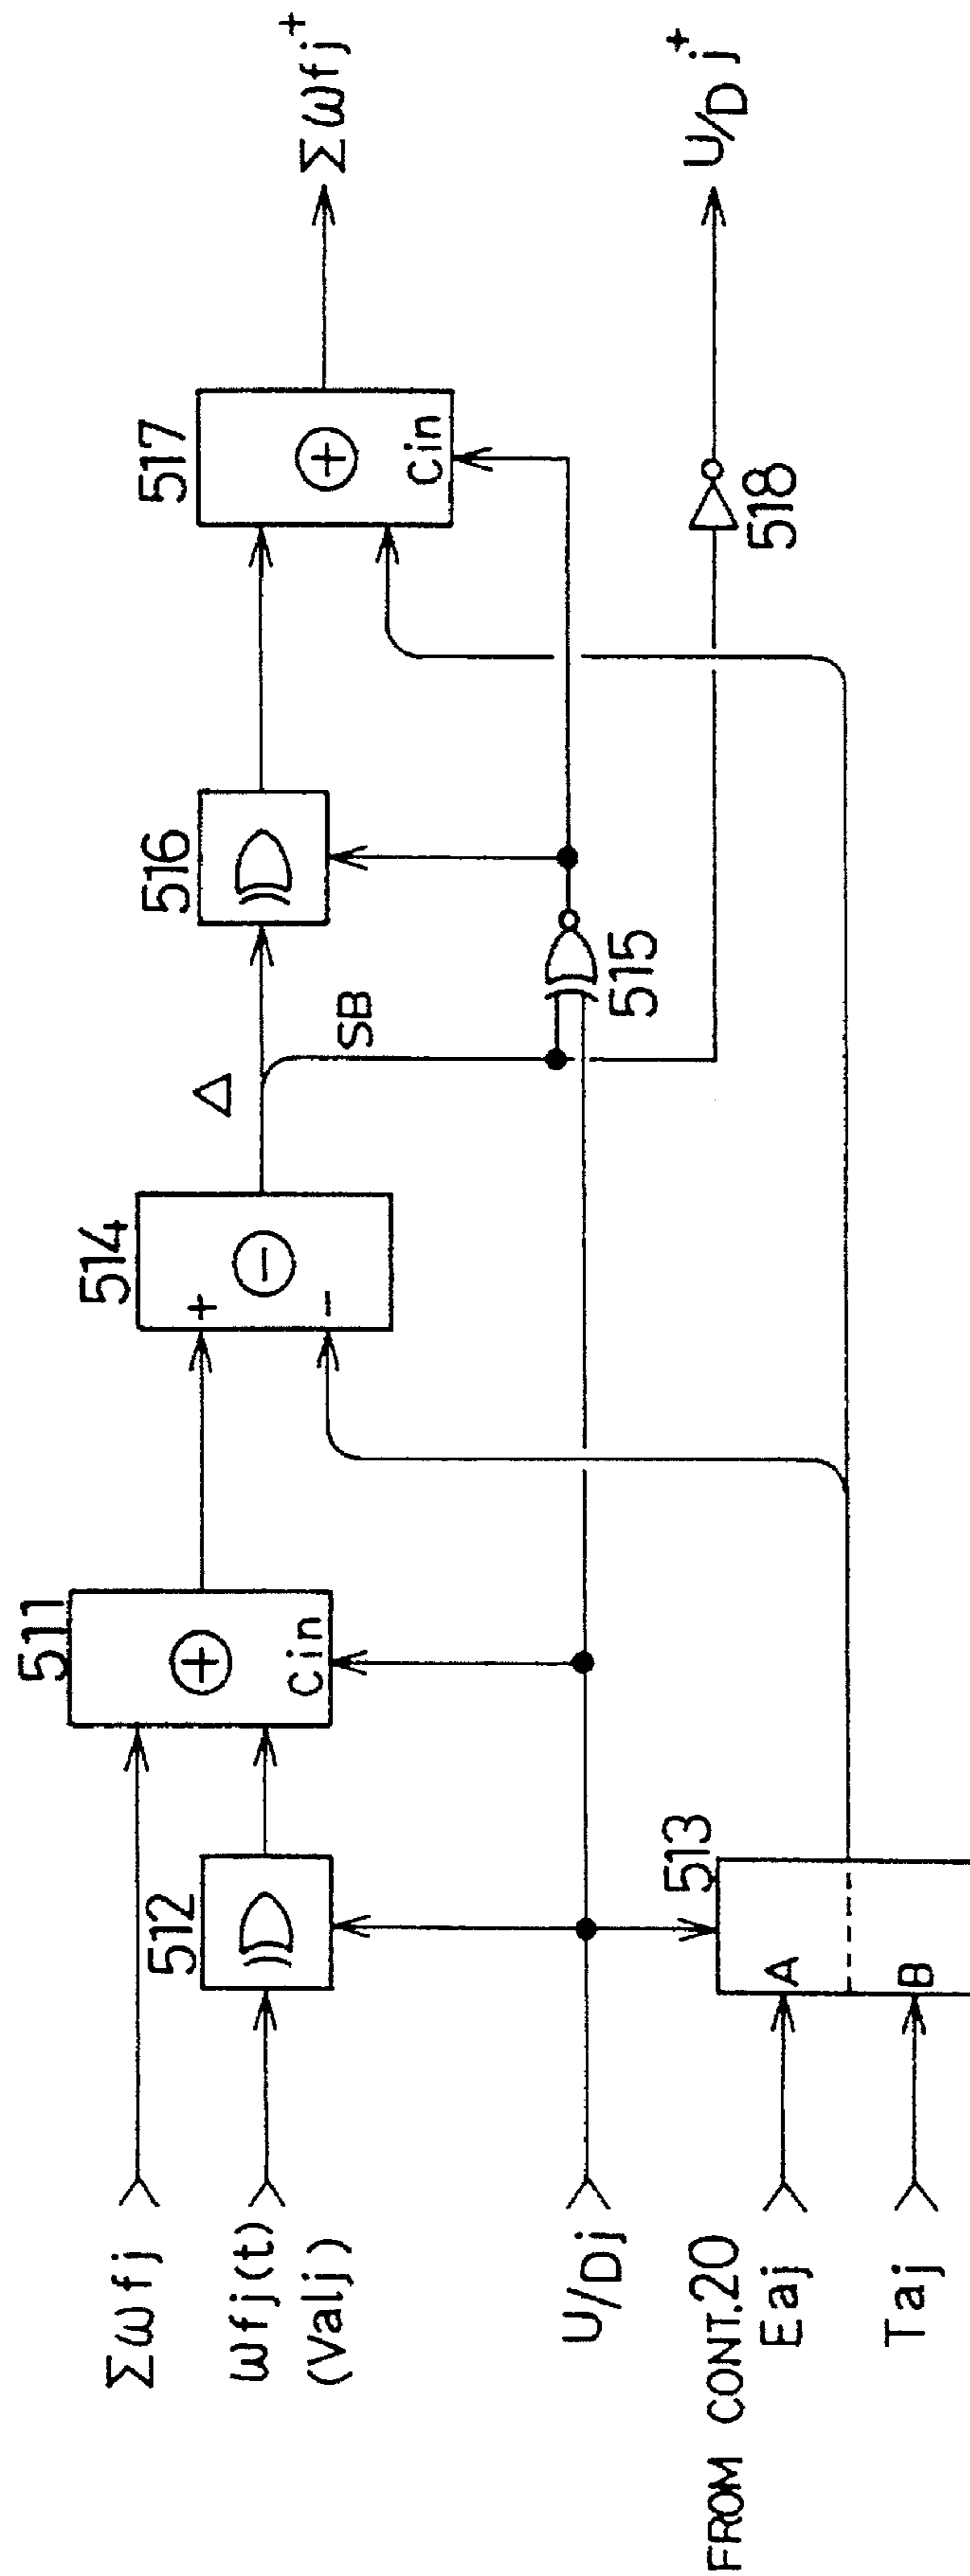 Σωfj
ωfj(t)
(Valj)
U/Dj
FROM CONT.20
Eaj
Taj
512
511
Cin
513
A
B
514
+
−
Δ
SB
516
515
517
Cin
518
Σωfj+
U/Dj+